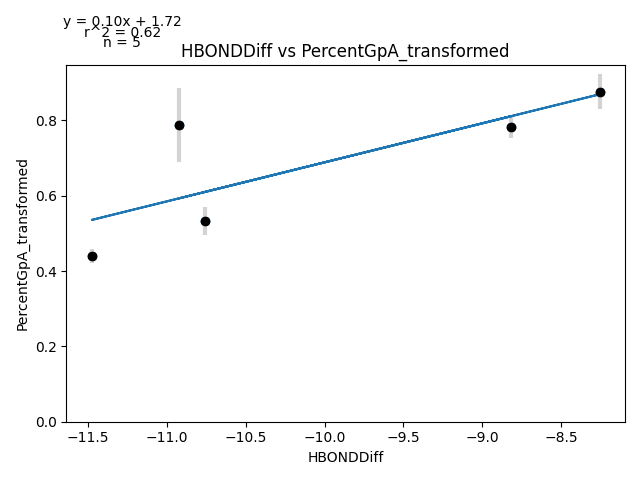 y = 0.10x + 1.72
r^2 = 0.62
n = 5
HBONDDiff vs PercentGpA_transformed
PercentGpA_transformed
0.8
0.6
0.4
0.2
0.0
−11.5 −11.0 −10.5 −10.0 −9.5 −9.0 −8.5
HBONDDiff